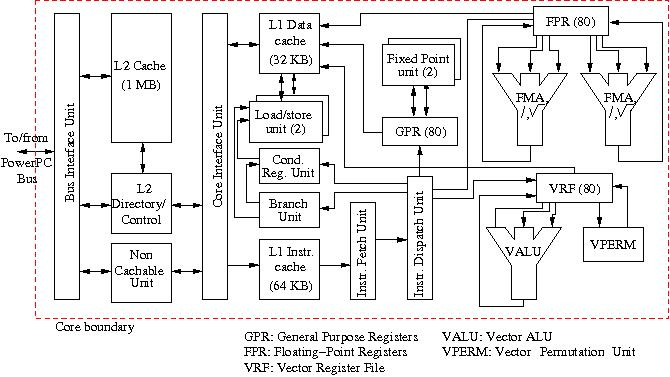 To/from
PowerPC
Bus
Bus Interface Unit
L2 Cache
(1 MB)
L2
Directory/
Control
Non
Cachable
Unit
Core Interface Unit
L1 Data
cache
(32 KB)
Load/store
unit (2)
Cond.
Reg. Unit
Branch
Unit
L1 Instr.
cache
(64 KB)
Instr. Fetch Unit
Fixed Point
unit (2)
GPR (80)
Instr. Dispatch Unit
FPR (80)
FMA,
/,√
FMA,
/,√
VRF (80)
VALU
VPERM
Core boundary
GPR: General Purpose Registers
FPR: Floating−Point Registers
VRF: Vector Register File
VALU: Vector ALU
VPERM: Vector Permutation Unit